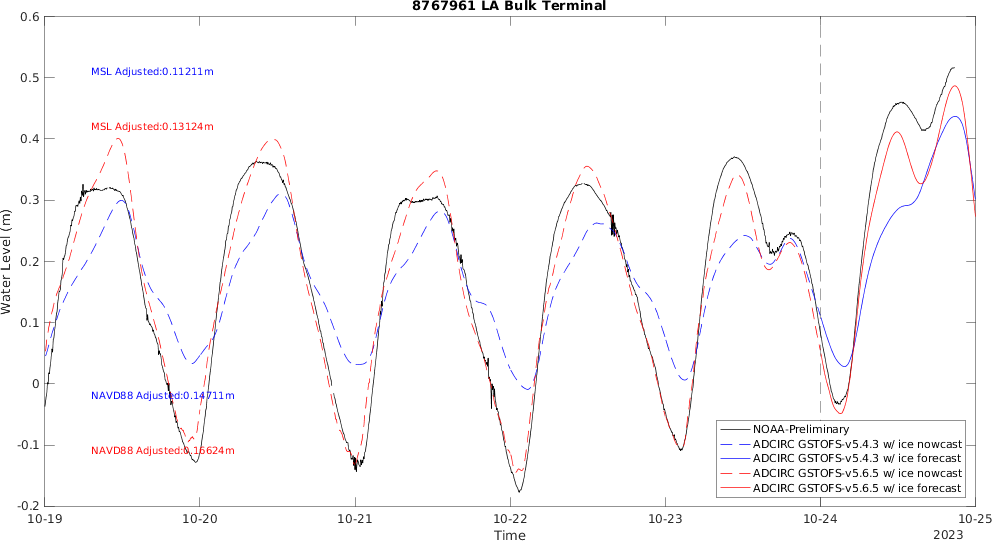 8767961 LA Bulk Terminal
0.6
0.5
0.4
0.3
0.2
0.1
0
-0.1
-0.2
Water Level (m)
MSL Adjusted:0.11211m
MSL Adjusted:0.13124m
NAVD88 Adjusted:0.14711m
NAVD88 Adjusted:0.16624m
NOAA-Preliminary
ADCIRC GSTOFS-v5.4.3 w/ ice nowcast
ADCIRC GSTOFS-v5.4.3 w/ ice forecast
ADCIRC GSTOFS-v5.6.5 w/ ice nowcast
ADCIRC GSTOFS-v5.6.5 w/ ice forecast
10-19 10-20 10-21 10-22 10-23 10-24 10-25
Time
2023